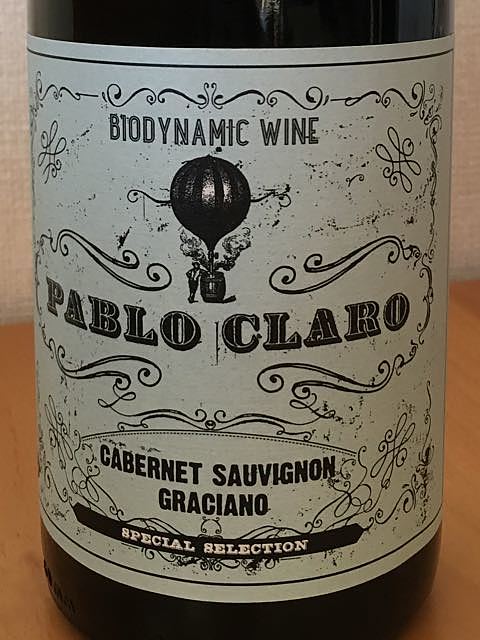 BIODYNAMIC WINE
PABLO CLARO
CABERNET SAUVIGNON
GRACIANO
SPECIAL SELECTION